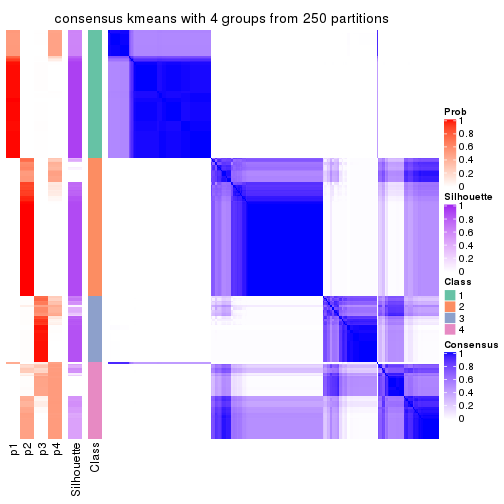 consensus kmeans with 4 groups from 250 partitions
Prob
1
0.8
0.6
0.4
0.2
0
Silhouette
1
0.8
0.6
0.4
0.2
0
Class
1
2
3
4
Consensus
1
0.8
0.6
0.4
0.2
0
p1
p2
p3
p4
Silhouette
Class